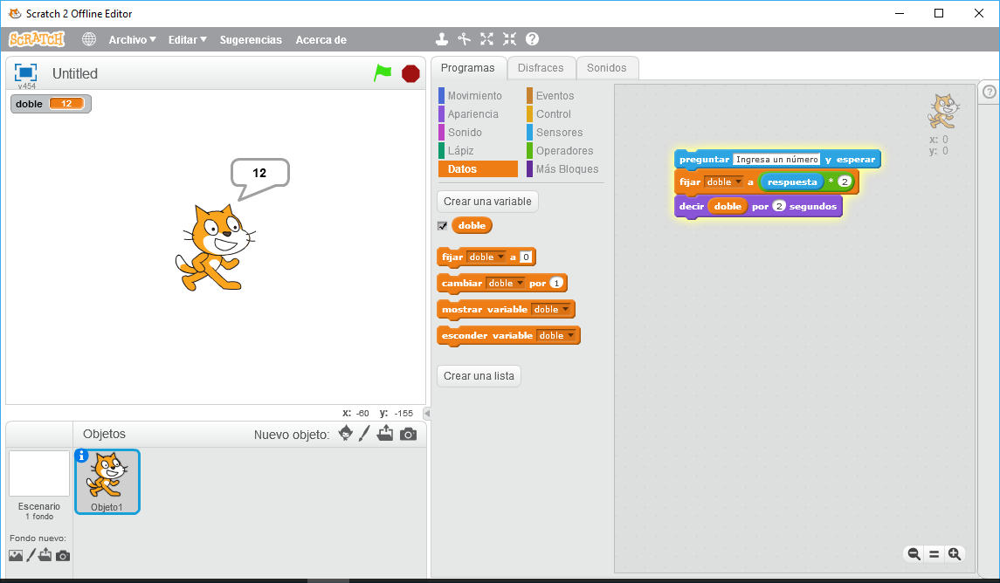 Scratch 2 Offline Editor
SCRATCH Archivo Editar Sugerencias Acerca de
v454 Untitled
doble 12
12
x: -60 y: -155
Objetos Nuevo objeto:
Escenario
1 fondo
Fondo nuevo:
Objeto1
Programas Disfraces Sonidos
Movimiento Eventos
Apariencia Control
Sonido Sensores
Lápiz Operadores
Datos Más Bloques
Crear una variable
doble
fijar doble a 0
cambiar doble por 1
mostrar variable doble
esconder variable doble
Crear una lista
x: 0
y: 0
preguntar Ingresa un número y esperar
fijar doble a respuesta * 2
decir doble por 2 segundos